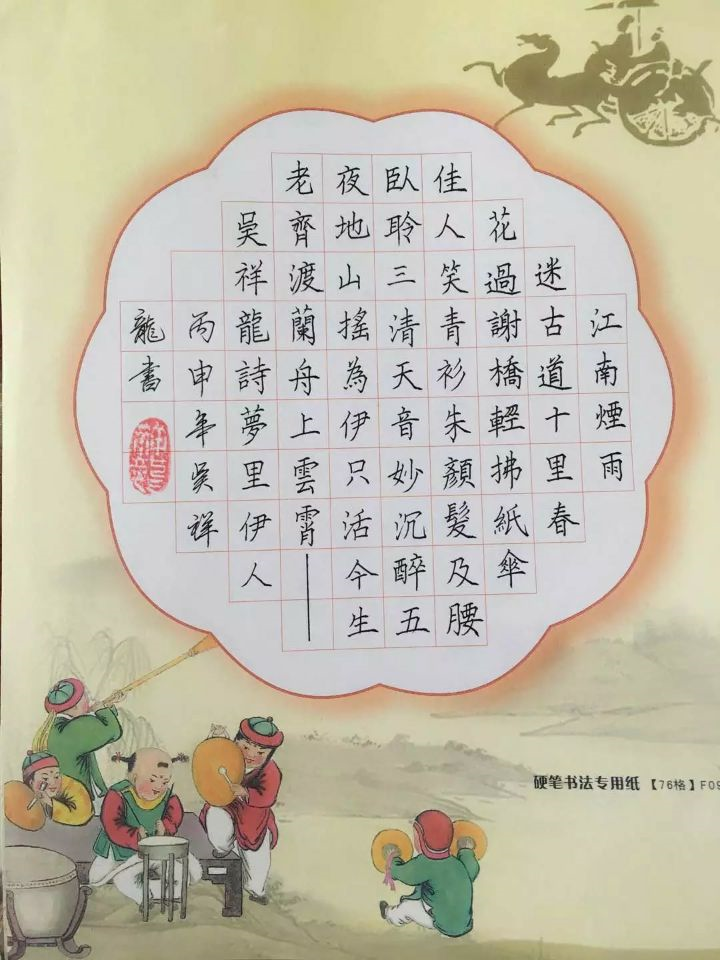 江南煙雨
迷古道十里春
花過謝橋輕拂紙傘
佳人笑青衫朱顏髮及腰
臥聆三清天音妙沉醉五
夜地山搖為伊只活今生
老齊渡蘭舟上雲霄——
吳祥龍詩夢里伊人
丙申年吳祥
龍書
硬笔书法专用纸【76格】F09